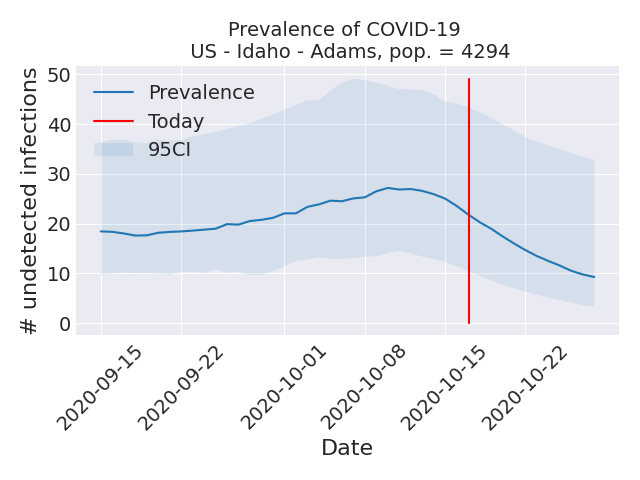 Prevalence of COVID-19
US - Idaho - Adams, pop. = 4294
# undetected infections
50
40
30
20
10
0
Prevalence
Today
95CI
2020-09-15
2020-09-22
2020-10-01
2020-10-08
2020-10-15
2020-10-22
Date